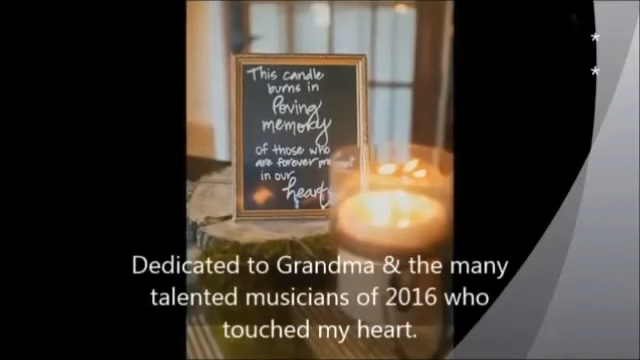 *
*
This candle
burns in
loving
memory
of those who
are forever
in our
heart
Dedicated to Grandma & the many
talented musicians of 2016 who
touched my heart.